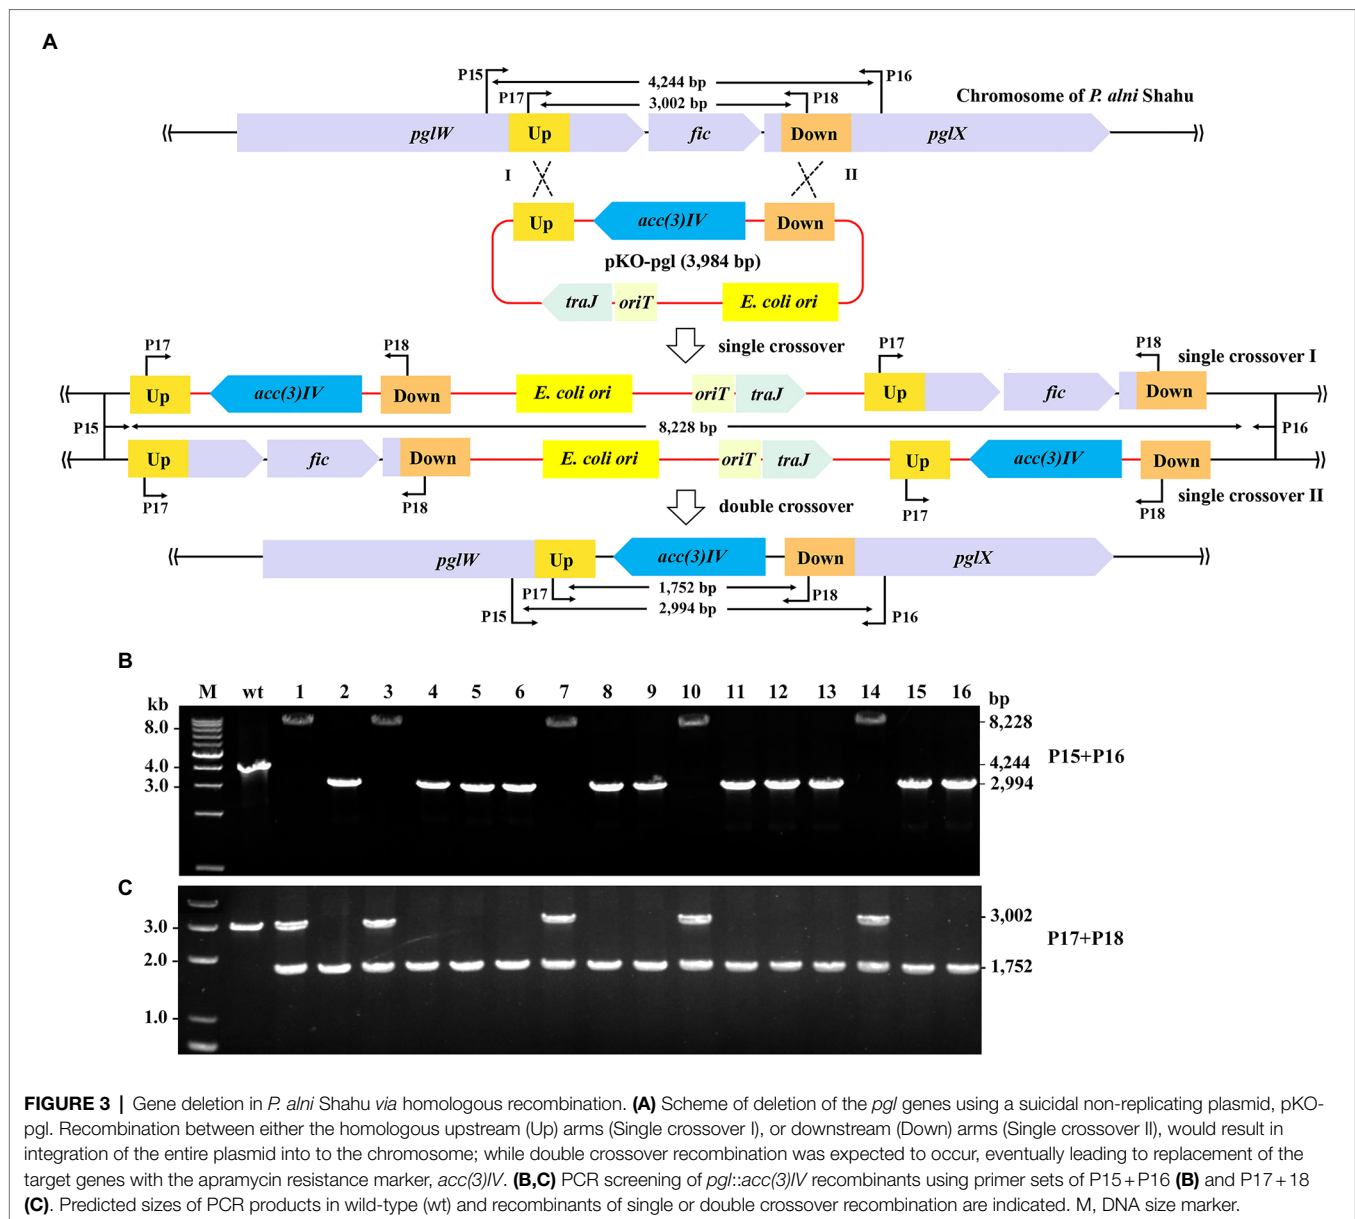 A
P15
4,244 bp
P16
P17
3,002 bp
P18
Chromosome of P. alni Shahu
pglW
Up
fic
Down
pglX
I
II
Up
acc(3)IV
Down
pKO-pgl (3,984 bp)
traJ
oriT
E. coli ori
single crossover
P17
P18
P17
P18
single crossover I
Up
acc(3)IV
Down
E. coli ori
oriT
traJ
Up
fic
Down
P15
8,228 bp
P16
Up
fic
Down
E. coli ori
oriT
traJ
Up
acc(3)IV
Down
P17
P18
P17
P18
single crossover II
double crossover
pglW
Up
acc(3)IV
Down
pglX
P17
1,752 bp
P18
P15
2,994 bp
P16
B
M wt 1 2 3 4 5 6 7 8 9 10 11 12 13 14 15 16
kb
bp
8.0
8,228
4.0
4,244
3.0
2,994
P15+P16
C
3.0
3,002
2.0
1,752
1.0
P17+P18
FIGURE 3 | Gene deletion in P. alni Shahu via homologous recombination. (A) Scheme of deletion of the pgl genes using a suicidal non-replicating plasmid, pKO-
pgl. Recombination between either the homologous upstream (Up) arms (Single crossover I), or downstream (Down) arms (Single crossover II), would result in
integration of the entire plasmid into to the chromosome; while double crossover recombination was expected to occur, eventually leading to replacement of the
target genes with the apramycin resistance marker, acc(3)IV. (B,C) PCR screening of pgl::acc(3)IV recombinants using primer sets of P15+P16 (B) and P17+18
(C). Predicted sizes of PCR products in wild-type (wt) and recombinants of single or double crossover recombination are indicated. M, DNA size marker.